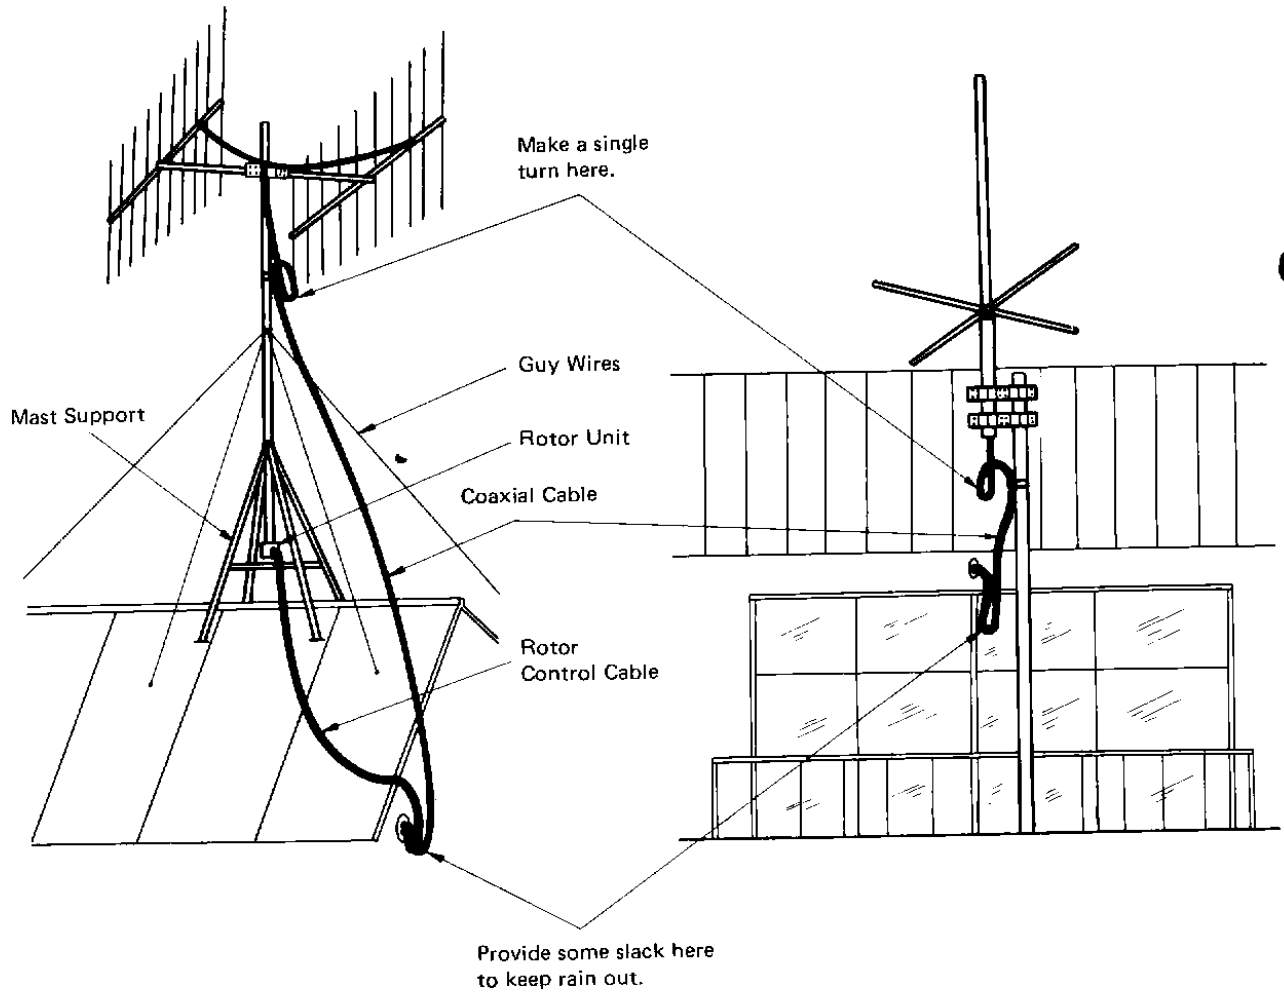 Make a single
turn here.
Guy Wires
Mast Support
Rotor Unit
Coaxial Cable
Rotor
Control Cable
Provide some slack here
to keep rain out.